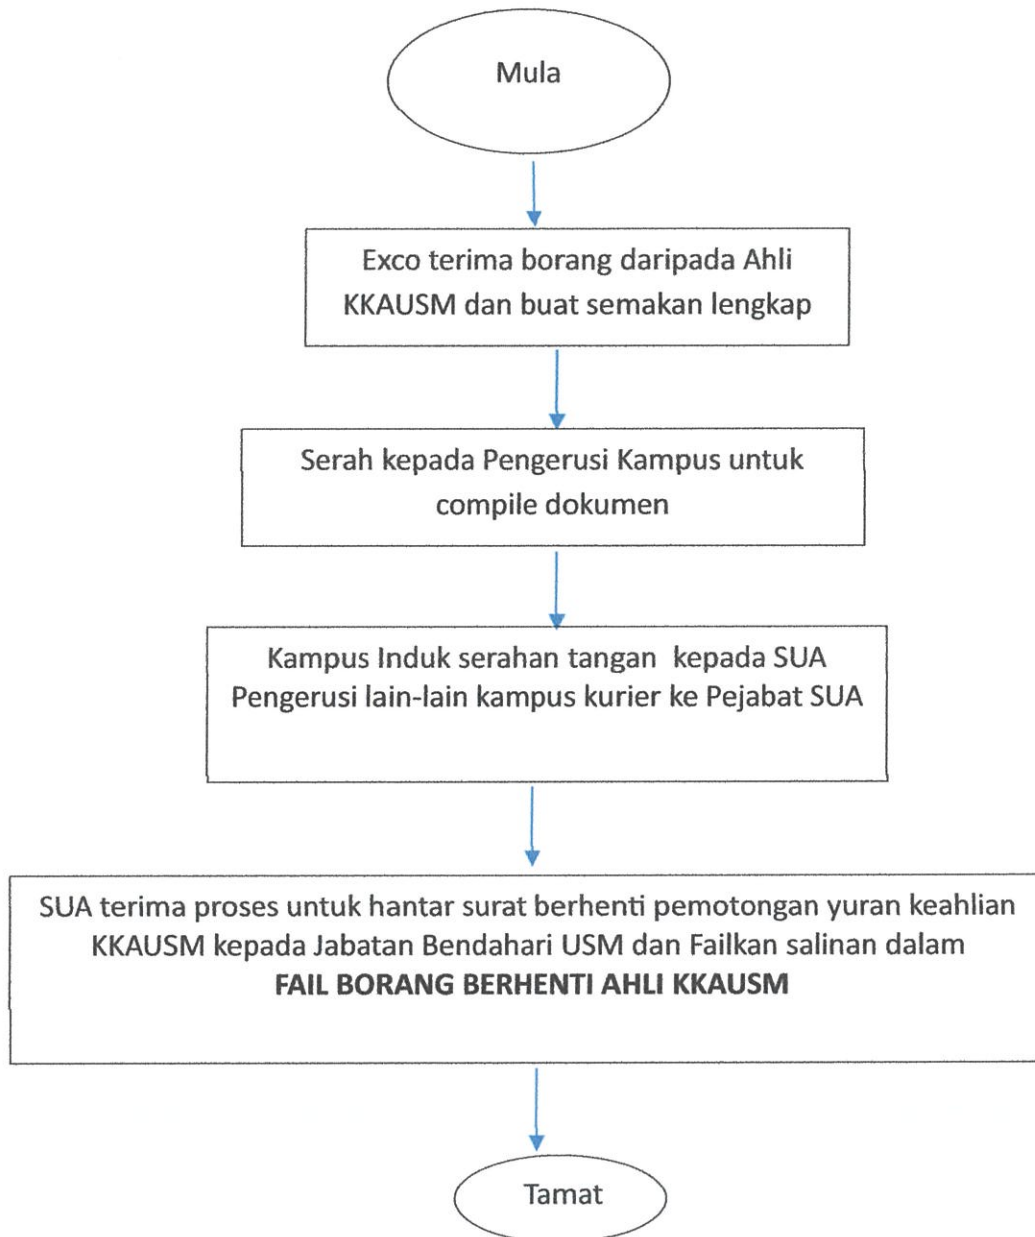 Mula
Exco terima borang daripada Ahli
KKAUSM dan buat semakan lengkap
Serah kepada Pengerusi Kampus untuk
compile dokumen
Kampus Induk serahan tangan kepada SUA
Pengerusi lain-lain kampus kurier ke Pejabat SUA
SUA terima proses untuk hantar surat berhenti pemotongan yuran keahlian
KKAUSM kepada Jabatan Bendahari USM dan Failkan salinan dalam
FAIL BORANG BERHENTI AHLI KKAUSM
Tamat